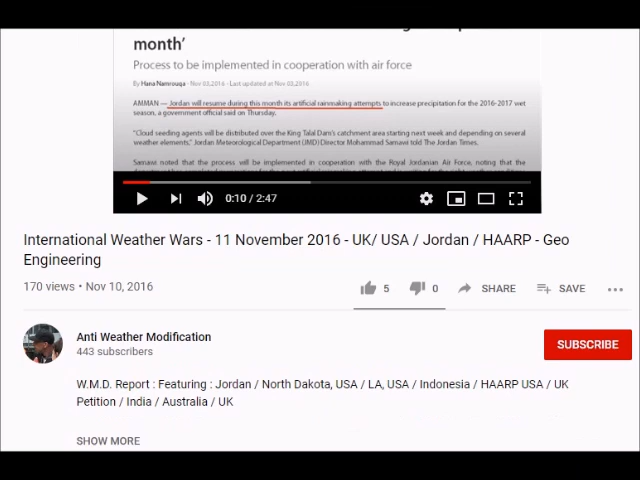 month'
Process to be implemented in cooperation with air force
By Hana Namrouqa - Nov 03,2016 - Last updated at Nov 03,2016
AMMAN — Jordan will resume during this month its artificial rainmaking attempts to increase precipitation for the 2016-2017 wet
season, a government official said on Thursday.
"Cloud seeding agents will be distributed over the King Talal Dam's catchment area starting next week and depending on several
weather elements," Jordan Meteorological Department (JMD) Director Mohammad Samawi told The Jordan Times.
Samawi noted that the process will be implemented in cooperation with the Royal Jordanian Air Force, noting that the
0:10 / 2:47
International Weather Wars - 11 November 2016 - UK/ USA / Jordan / HAARP - Geo
Engineering
170 views • Nov 10, 2016
5 0 SHARE SAVE
Anti Weather Modification
443 subscribers
SUBSCRIBE
W.M.D. Report : Featuring : Jordan / North Dakota, USA / LA, USA / Indonesia / HAARP USA / UK
Petition / India / Australia / UK
SHOW MORE